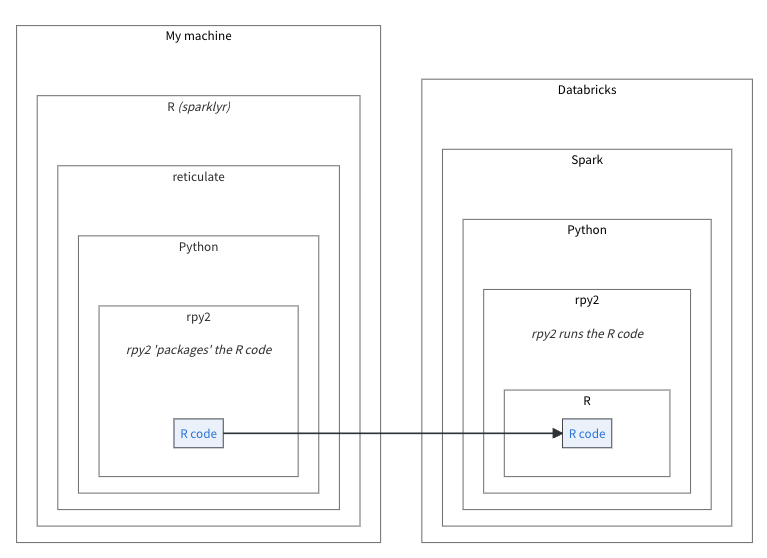 My machine
R (sparklyr)
reticulate
Python
rpy2
rpy2 'packages' the R code
R code
Databricks
Spark
Python
rpy2
rpy2 runs the R code
R
R code